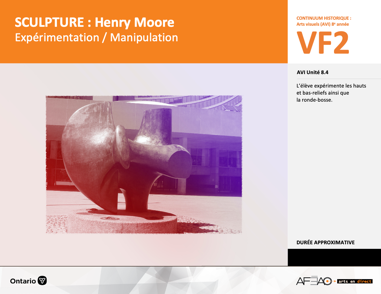 SCULPTURE : Henry Moore
Expérimentation / Manipulation
CONTINUUM HISTORIQUE :
Arts visuels (AVI) 8e année
VF2
AVI Unité 8.4
L'élève expérimente les hauts
et bas-reliefs ainsi que
la ronde-bosse.
DURÉE APPROXIMATIVE
Ontario
AFÉAO
arts en direct